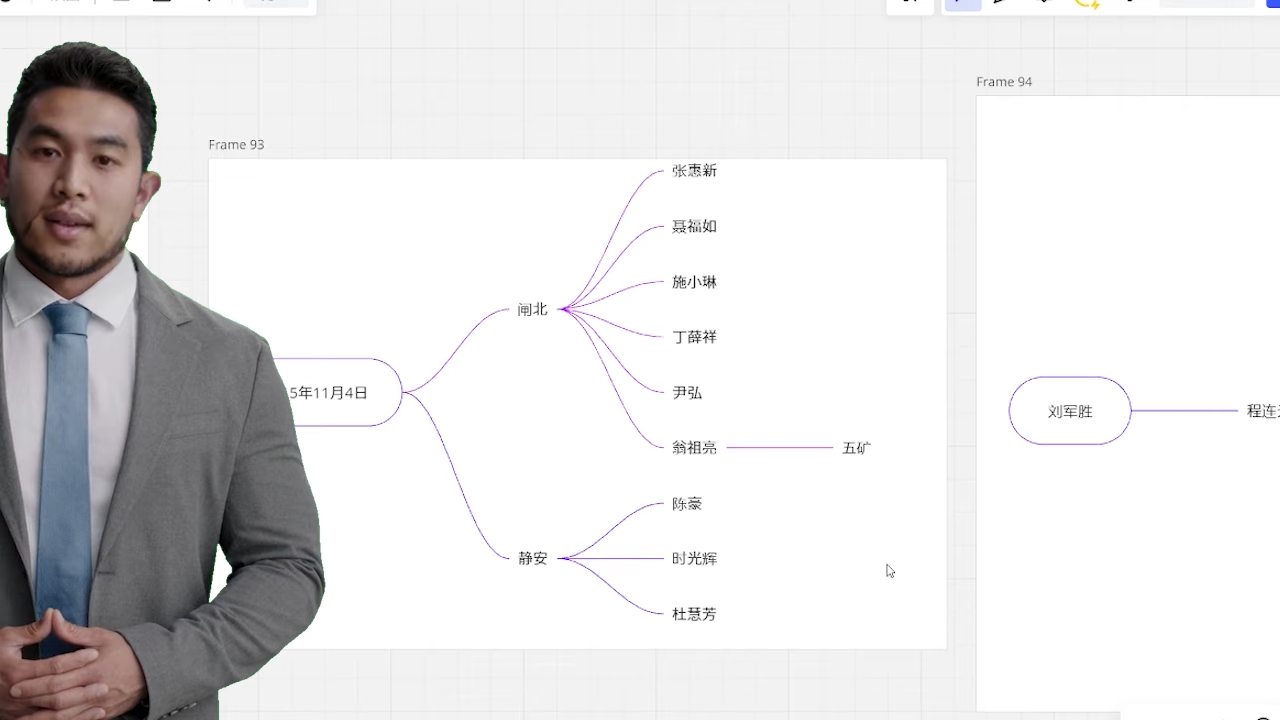 Frame 93
Frame 94
张惠新
聂福如
施小琳
闸北
丁薛祥
5年11月4日
尹弘
刘军胜
程连
翁祖亮
五矿
陈豪
静安
时光辉
杜慧芳